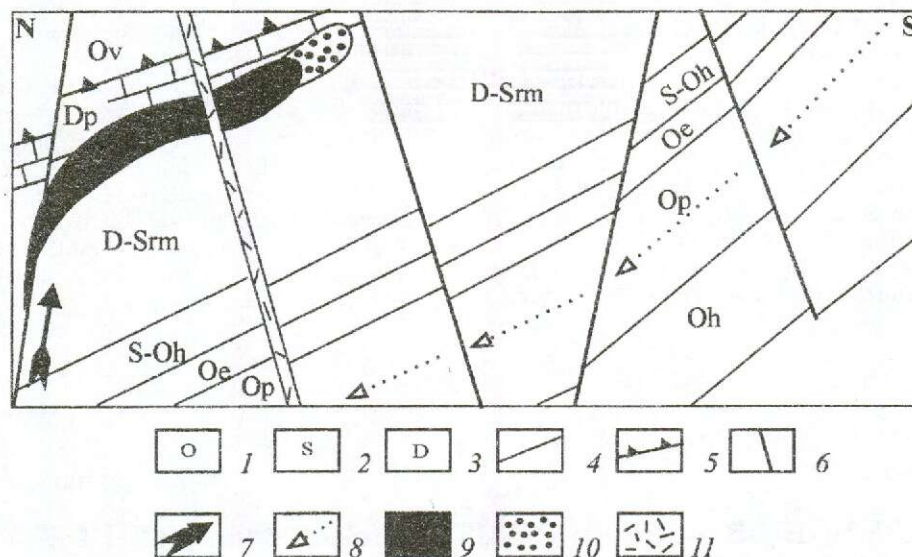 N S
Ov
Dp
D-Srm
S-Oh
Oe
Op
D-Srm
Oh
S-Oh
Oe
Op
O 1 S 2 D 3 4 5 6
7 8 9 10 11